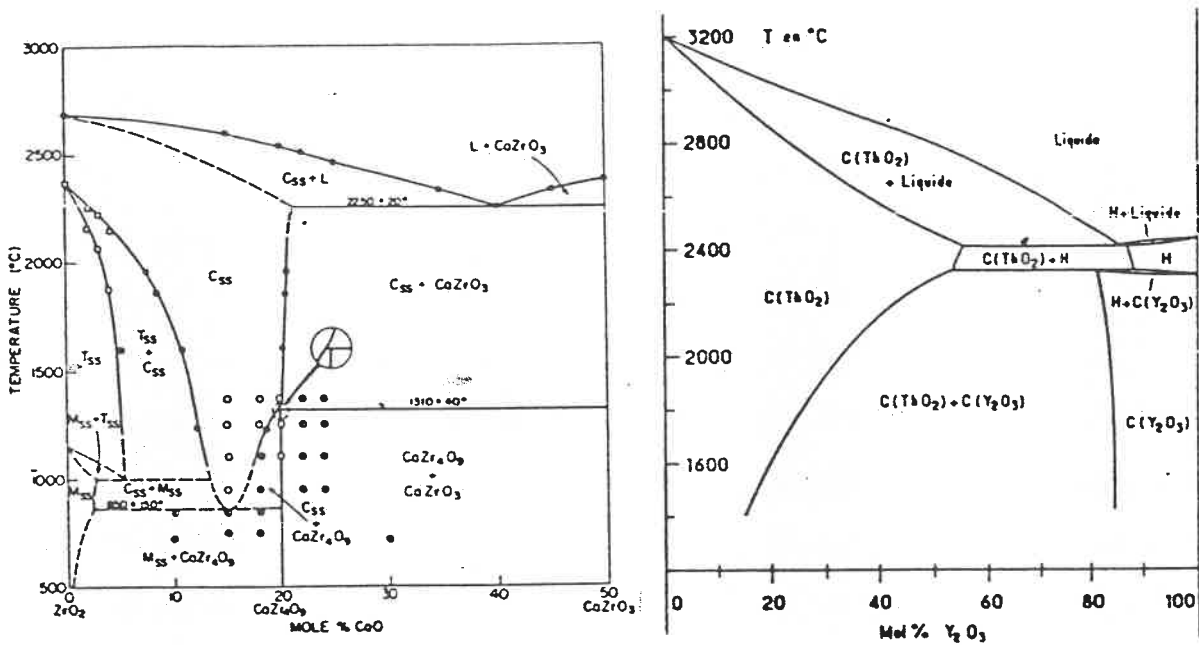 3000
2500
2000
1500
1000
500
TEMPERATURE (°C)
L + CaZrO₃
Css + L
2250 ± 20°
Css
Css + CaZrO₃
Tss
Tss
+
Css
Mss + Tss
1310 ± 40°
Mss
Css + Mss
850 ±
CaZr₄O₉
+
CaZrO₃
Css
+
CaZr₄O₉
Mss + CaZr₄O₉
0
10
20
30
40
50
ZrO₂
CaZr₄O₉
CaZrO₃
MOLE % CaO
3200
T en °C
2800
2400
2000
1600
Liquide
C(ThO₂)
+ Liquide
H+Liquide
C(ThO₂)+H
H
C(ThO₂)
H+C(Y₂O₃)
C(ThO₂)+C(Y₂O₃)
C(Y₂O₃)
0
20
40
60
80
100
Mol % Y₂O₃